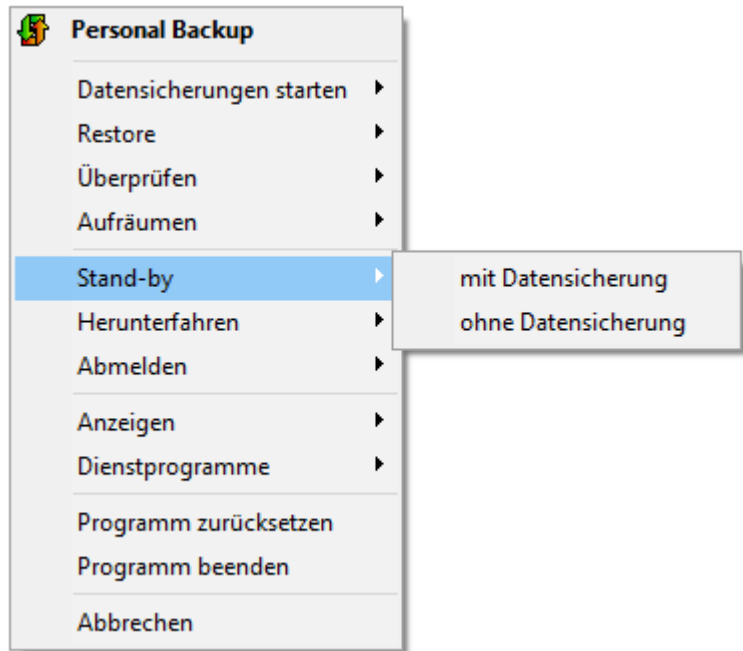 Personal Backup
Datensicherungen starten
Restore
Überprüfen
Aufräumen
Stand-by
mit Datensicherung
Herunterfahren
ohne Datensicherung
Abmelden
Anzeigen
Dienstprogramme
Programm zurücksetzen
Programm beenden
Abbrechen